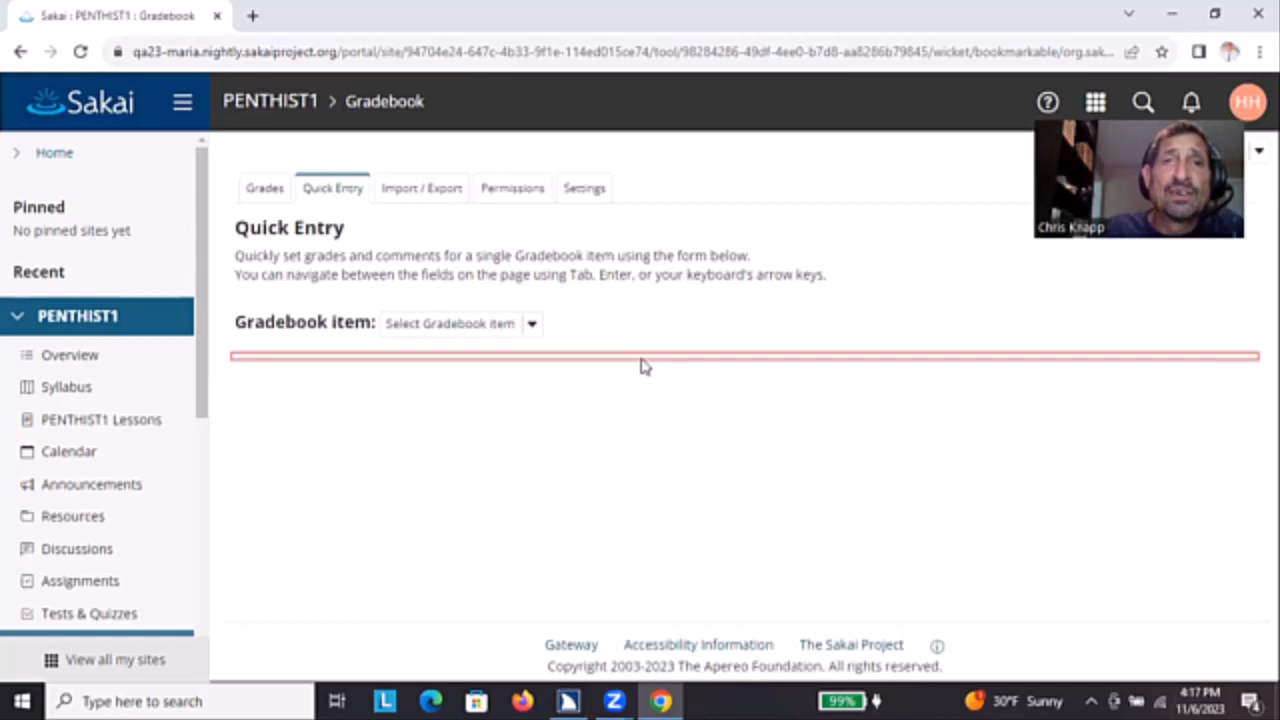 Sakai : PENTHIST1 : Gradebook
qa23-maria.nightly.sakaiproject.org/portal/site/94704e24-647c-4b33-9f1e-114ed015ce74/tool/98284286-49df-4ee0-b7d8-aa8286b79845/wicket/bookmarkable/org.sak...
Sakai
PENTHIST1 > Gradebook
HH
Home
Pinned
No pinned sites yet
Recent
PENTHIST1
Overview
Syllabus
PENTHIST1 Lessons
Calendar
Announcements
Resources
Discussions
Assignments
Tests & Quizzes
View all my sites
Grades
Quick Entry
Import / Export
Permissions
Settings
Chris Knapp
Quick Entry
Quickly set grades and comments for a single Gradebook item using the form below.
You can navigate between the fields on the page using Tab, Enter, or your keyboard's arrow keys.
Gradebook item: Select Gradebook Item
Gateway Accessibility Information The Sakai Project
Copyright 2003-2023 The Apereo Foundation. All rights reserved.
Type here to search
L
99%
30°F Sunny
4:17 PM
11/6/2023
4